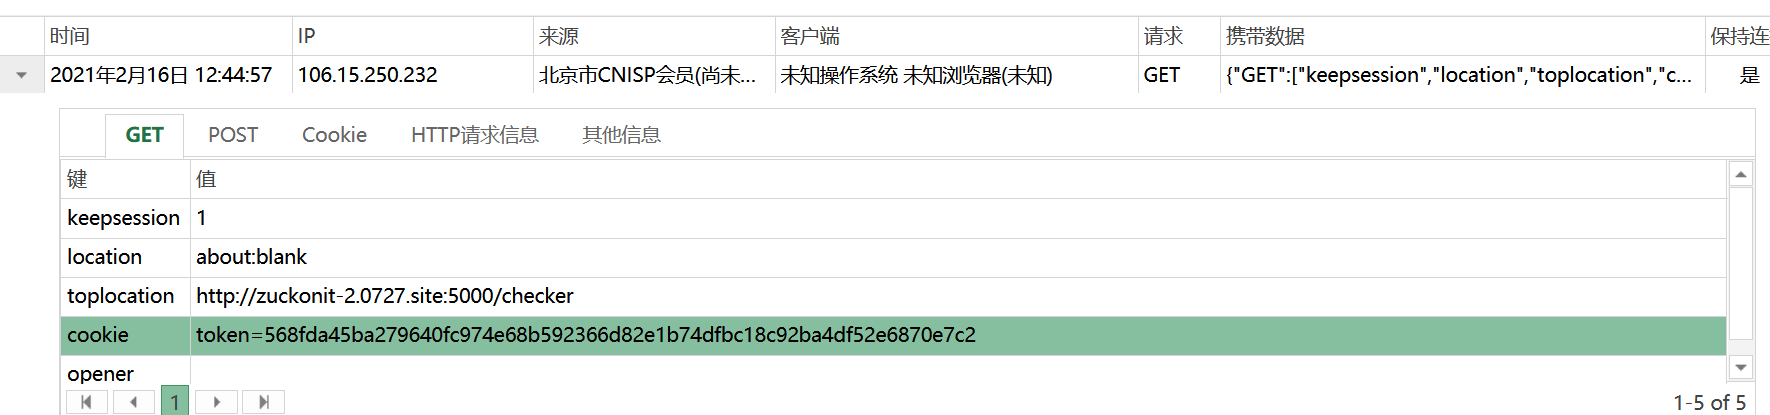 时间 IP 来源 客户端 请求 携带数据 保持连
2021年2月16日 12:44:57 106.15.250.232 北京市CNISP会员(尚未... 未知操作系统 未知浏览器(未知) GET {"GET":["keepsession","location","toplocation","c... 是
GET POST Cookie HTTP请求信息 其他信息
键 值
keepsession 1
location about:blank
toplocation http://zuckonit-2.0727.site:5000/checker
cookie token=568fda45ba279640fc974e68b592366d82e1b74dfbc18c92ba4df52e6870e7c2
opener
1 1-5 of 5